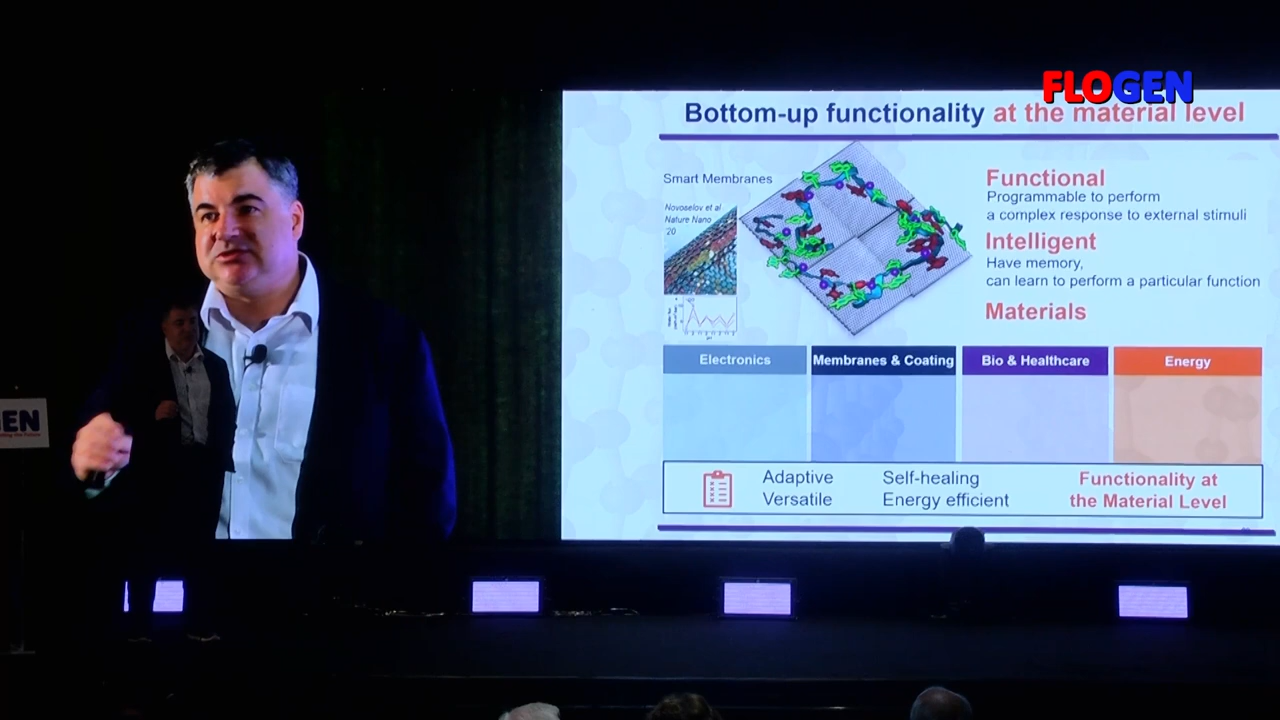 FLOGEN
Bottom-up functionality at the material level
Smart Membranes
Novoselov et al
Nature Nano
'20
Functional
Programmable to perform
a complex response to external stimuli
Intelligent
Have memory,
can learn to perform a particular function
Materials
Electronics
Membranes & Coating
Bio & Healthcare
Energy
Adaptive
Versatile
Self-healing
Energy efficient
Functionality at
the Material Level
EN